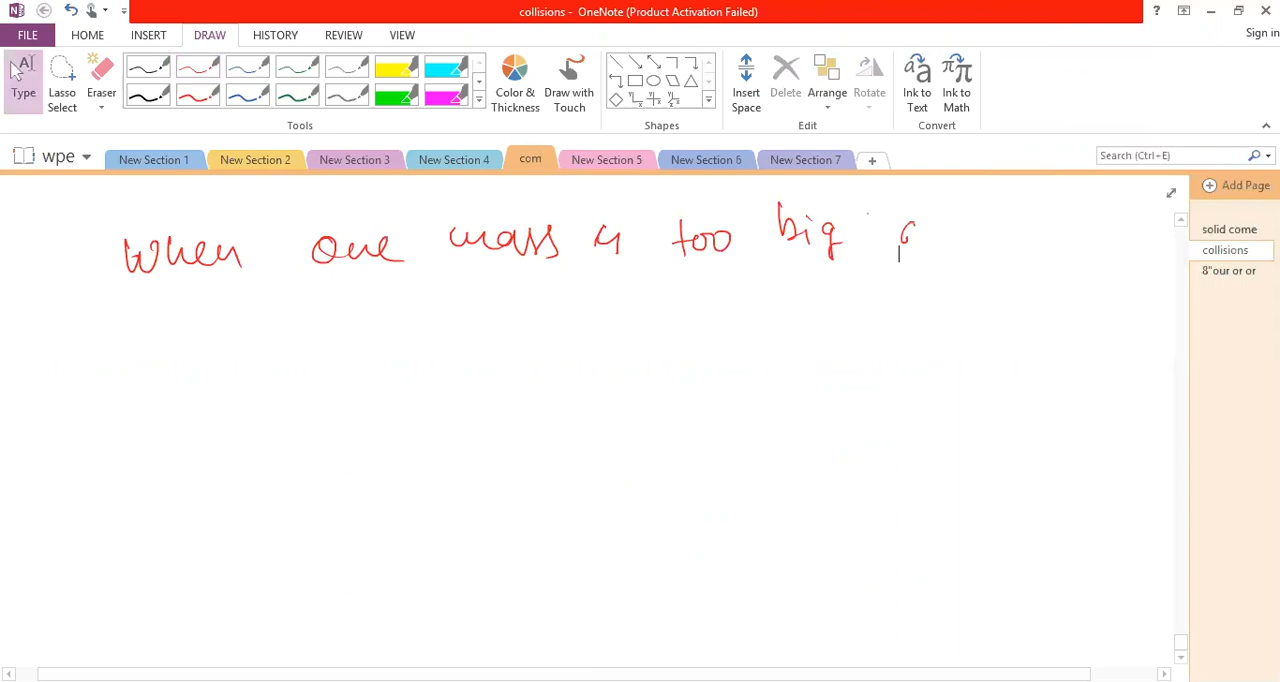 collisions - OneNote (Product Activation Failed)
? 
FILE HOME INSERT DRAW HISTORY REVIEW VIEW Sign in
Type Lasso Select Eraser Color & Thickness Draw with Touch Insert Space Delete Arrange Rotate Ink to Text Ink to Math
Tools Shapes Edit Convert
wpe New Section 1 New Section 2 New Section 3 New Section 4 com New Section 5 New Section 6 New Section 7 Search (Ctrl+E)
Add Page
When one mass is too big
solid come
collisions
8"our or or